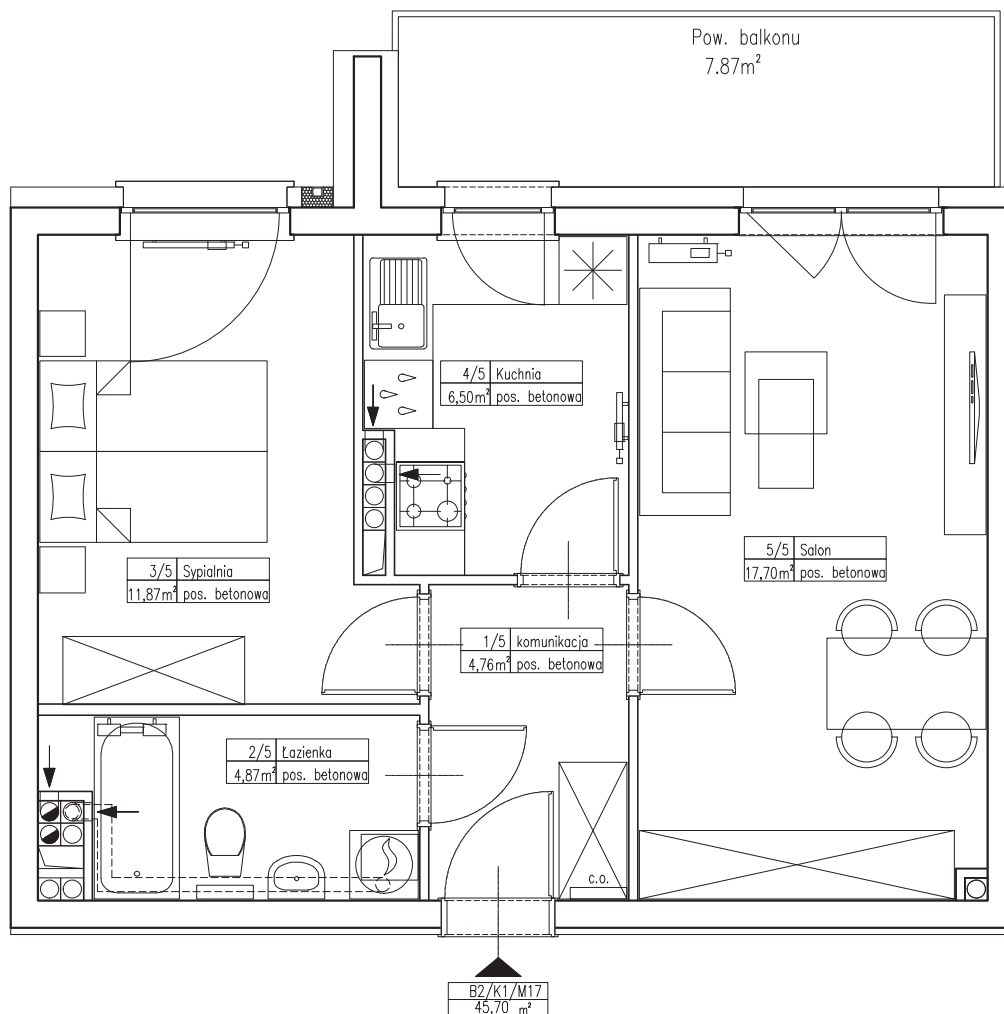 Pow. balkonu
7.87m²
4/5 Kuchnia
6,50m² pos. betonowa
3/5 Sypialnia
11,87m² pos. betonowa
5/5 Salon
17,70m² pos. betonowa
1/5 komunikacja
4,76m² pos. betonowa
2/5 Łazienka
4,87m² pos. betonowa
c.o.
B2/K1/M17
45,70 m²